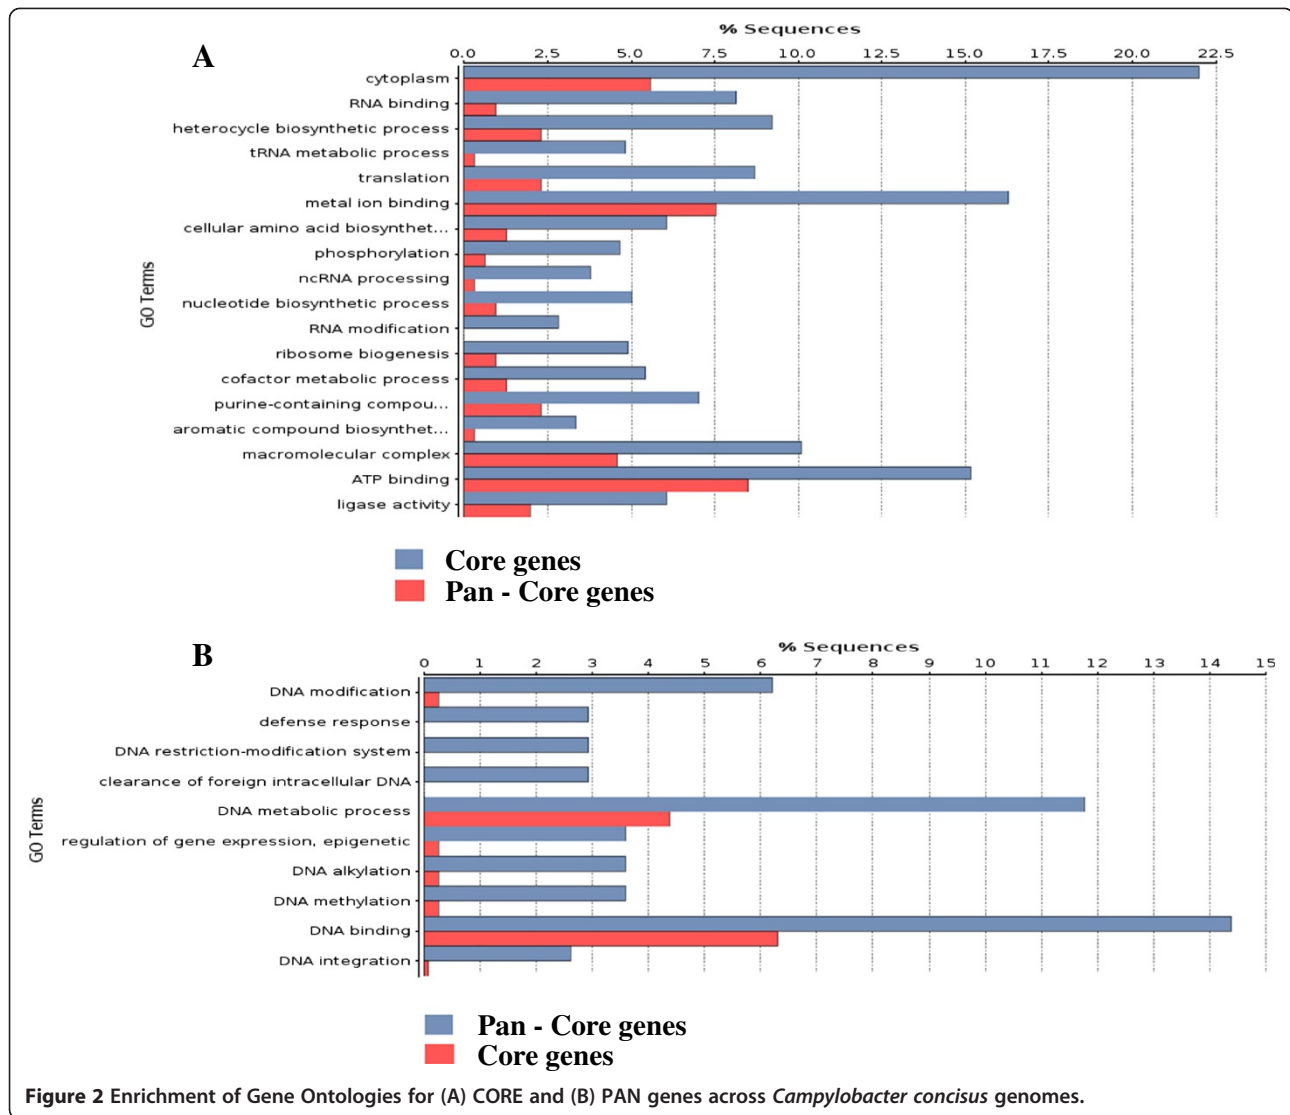 A
% Sequences
0.0 2.5 5.0 7.5 10.0 12.5 15.0 17.5 20.0 22.5
GO Terms
cytoplasm
RNA binding
heterocycle biosynthetic process
tRNA metabolic process
translation
metal ion binding
cellular amino acid biosynthet...
phosphorylation
ncRNA processing
nucleotide biosynthetic process
RNA modification
ribosome biogenesis
cofactor metabolic process
purine-containing compou...
aromatic compound biosynthet...
macromolecular complex
ATP binding
ligase activity
Core genes
Pan - Core genes
B
% Sequences
0 1 2 3 4 5 6 7 8 9 10 11 12 13 14 15
GO Terms
DNA modification
defense response
DNA restriction-modification system
clearance of foreign intracellular DNA
DNA metabolic process
regulation of gene expression, epigenetic
DNA alkylation
DNA methylation
DNA binding
DNA integration
Pan - Core genes
Core genes
Figure 2 Enrichment of Gene Ontologies for (A) CORE and (B) PAN genes across Campylobacter concisus genomes.